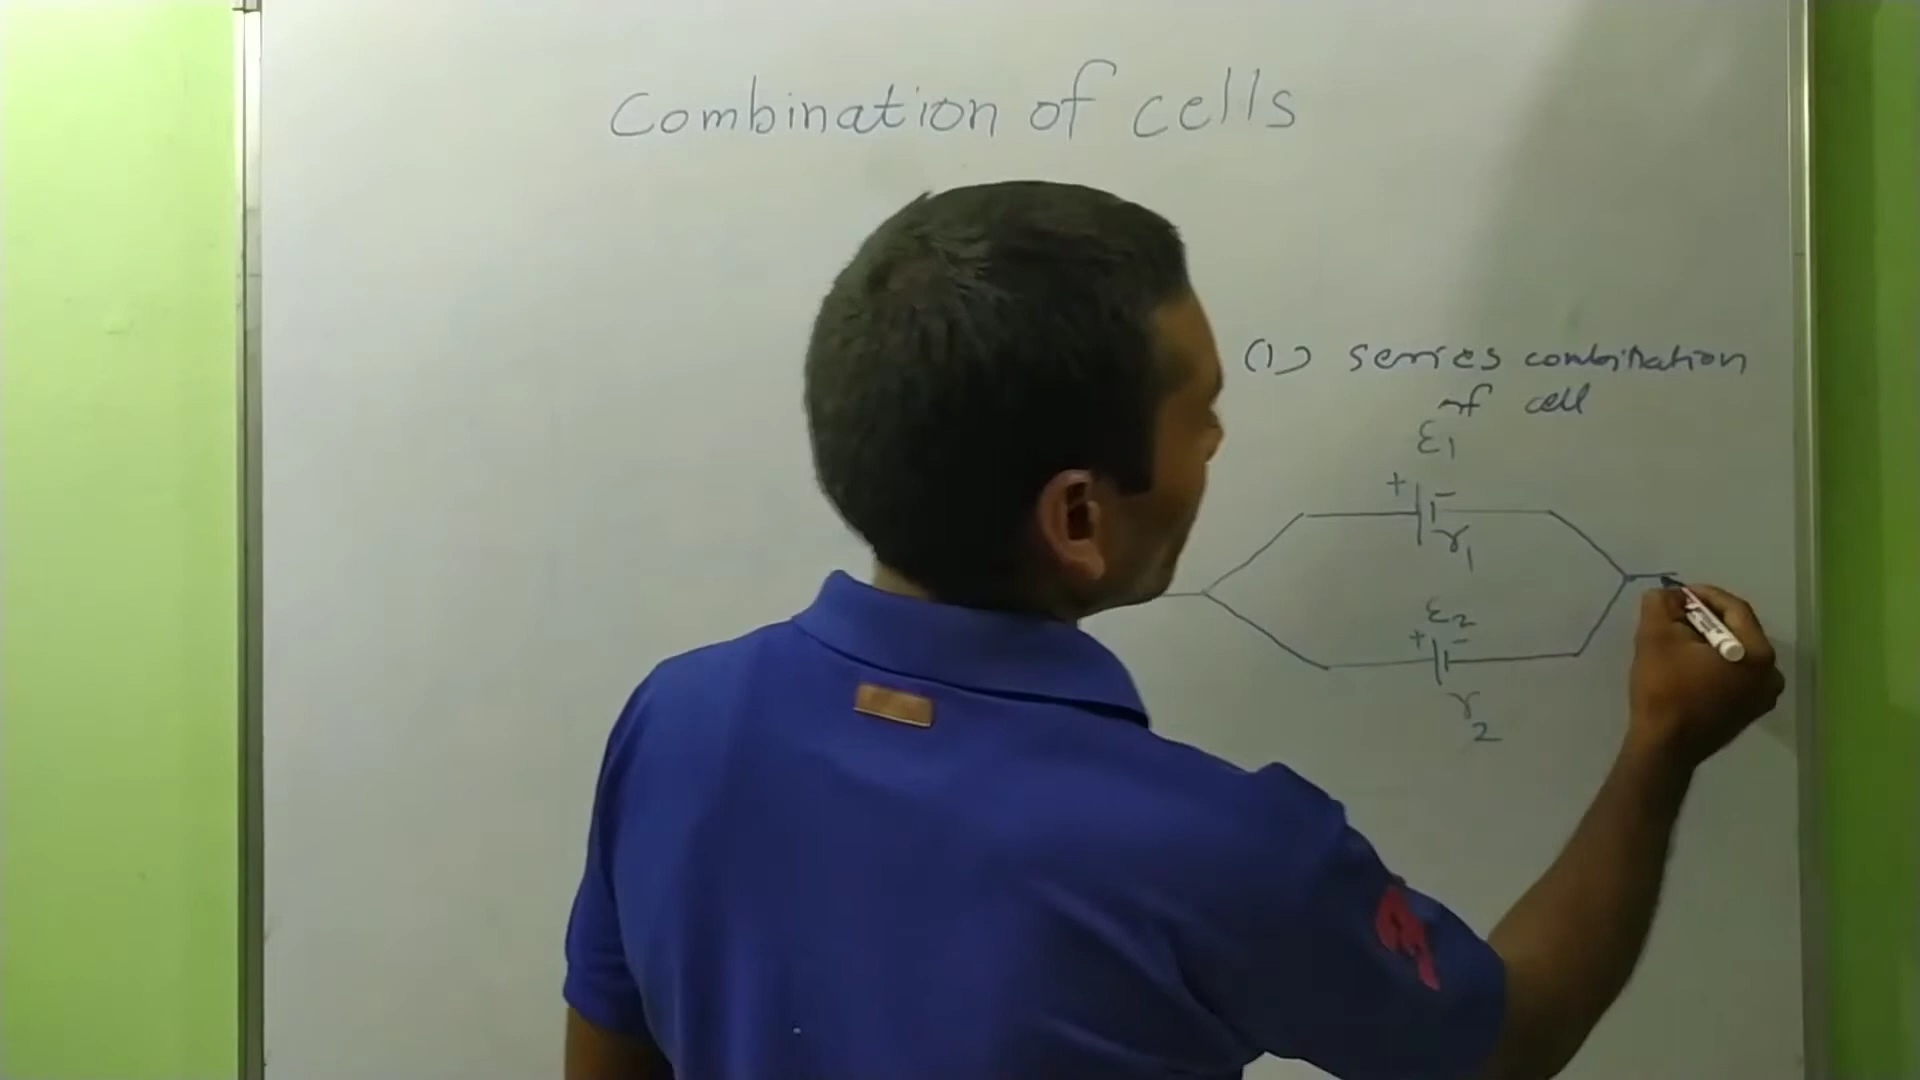 Combination of cells
(1) series combination
of cell
ε1
+ -
r1
ε2
+ -
r2